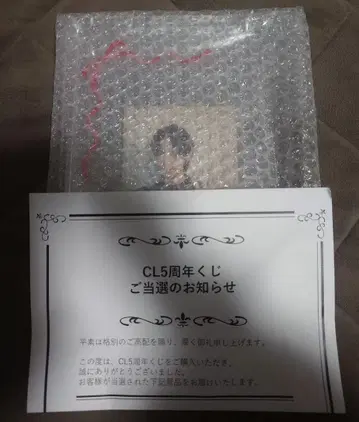 CL5周年くじ
ご当選のお知らせ
平素は格別のご高配を賜り、厚く御礼申し上げます。
この度は、CL5周年くじをご購入いただき、
誠にありがとうございました。
お客様が当選された下記景品をお届けいたします。